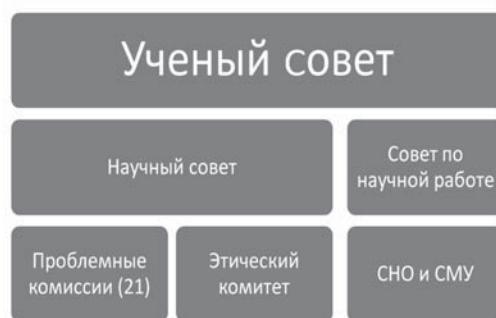 Ученый совет
Научный совет
Совет по
научной работе
Проблемные
комиссии (21)
Этический
комитет
СНО и СМУ